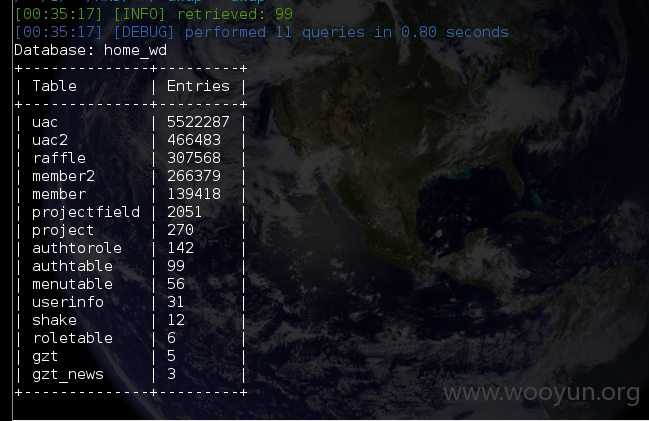 [00:35:17] [INFO] retrieved: 99
[00:35:17] [DEBUG] performed 11 queries in 0.80 seconds
Database: home_wd
+--------------+---------+
| Table        | Entries |
+--------------+---------+
| uac          | 5522287 |
| uac2         | 466483  |
| raffle       | 307568  |
| member2      | 266379  |
| member       | 139418  |
| projectfield | 2051    |
| project      | 270     |
| authtorole   | 142     |
| authtable    | 99      |
| menutable    | 56      |
| userinfo     | 31      |
| shake        | 12      |
| roletable    | 6       |
| gzt          | 5       |
| gzt_news     | 3       |
+--------------+---------+
www.wooyun.org